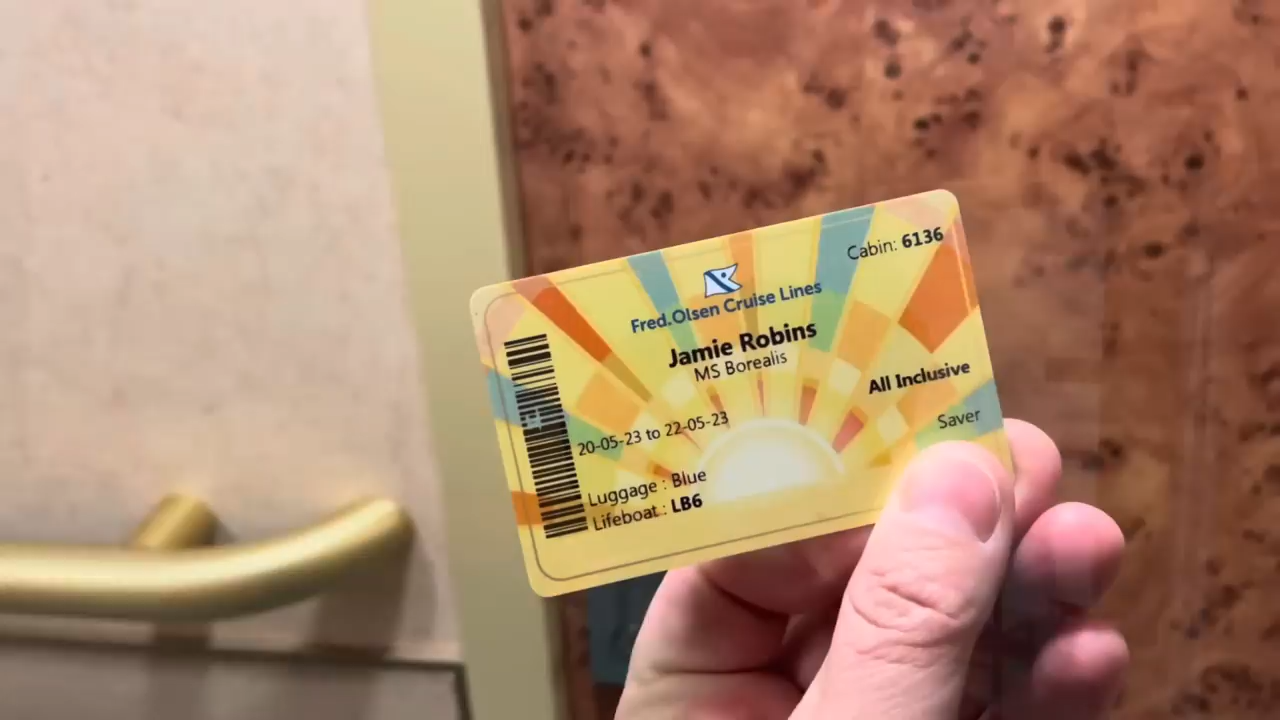 Cabin: 6136
Fred.Olsen Cruise Lines
Jamie Robins
MS Borealis
All Inclusive
20-05-23 to 22-05-23
Saver
Luggage : Blue
Lifeboat : LB6